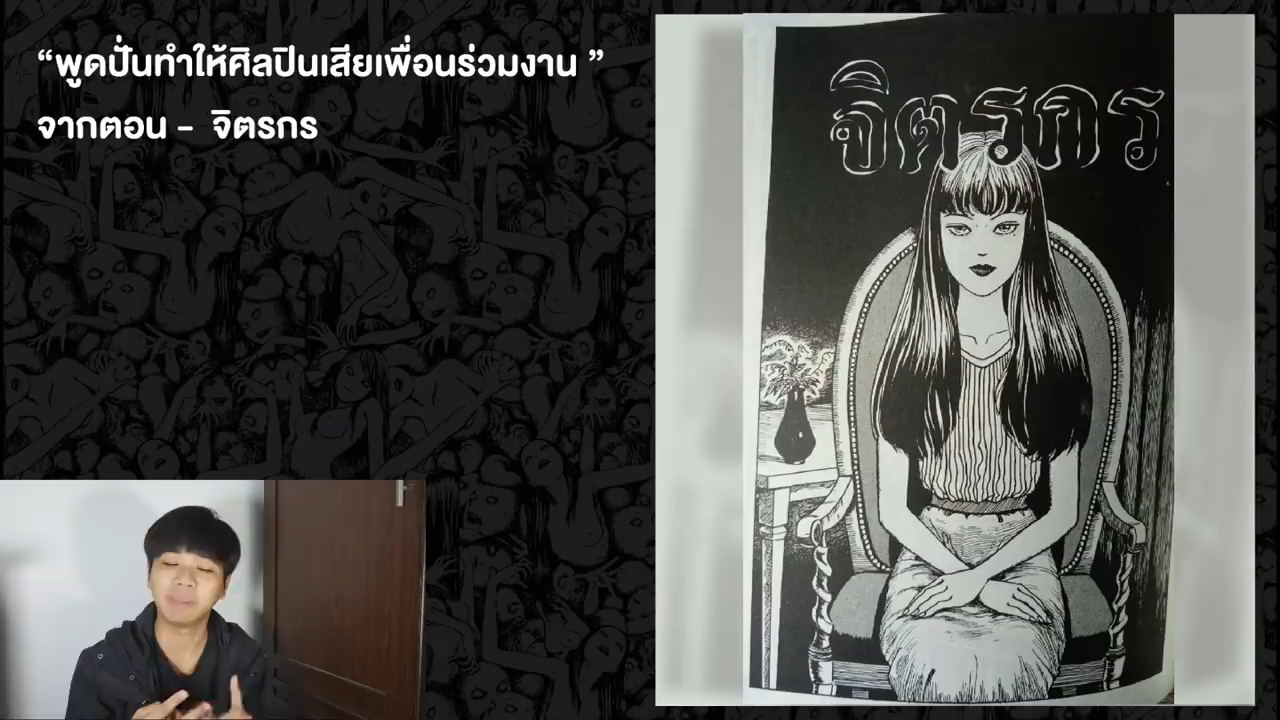 “พูดปั่นทำให้ศิลปินเสียเพื่อนร่วมงาน ”
จากตอน - จิตรกร
จิตรกร